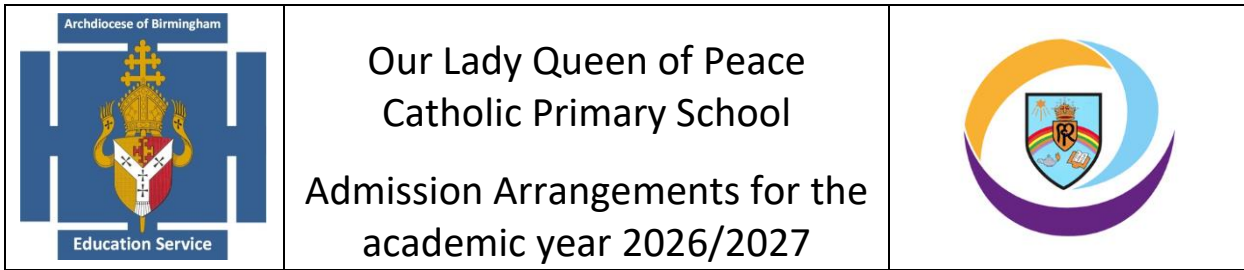 Archdiocese of Birmingham
Education Service
Our Lady Queen of Peace
Catholic Primary School
Admission Arrangements for the
academic year 2026/2027